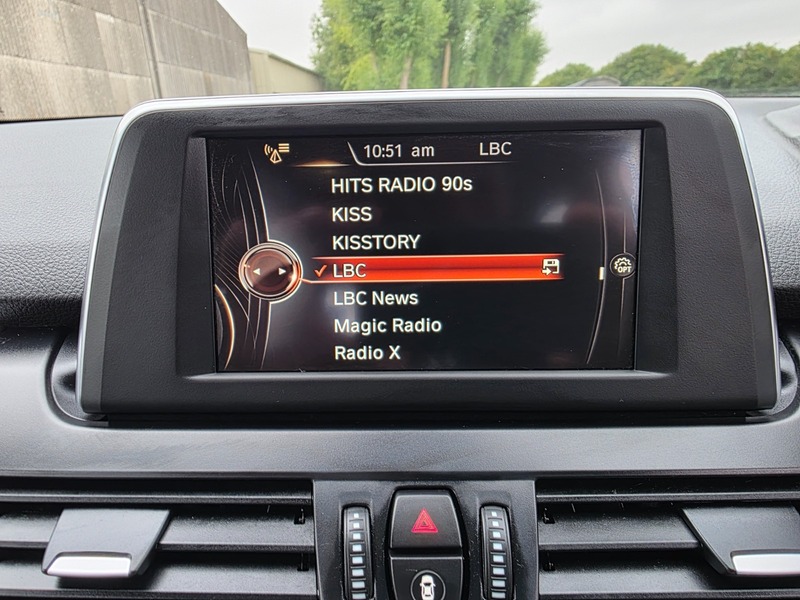 10:51 am LBC
HITS RADIO 90s
KISS
KISSTORY
LBC
OPT
LBC News
Magic Radio
Radio X